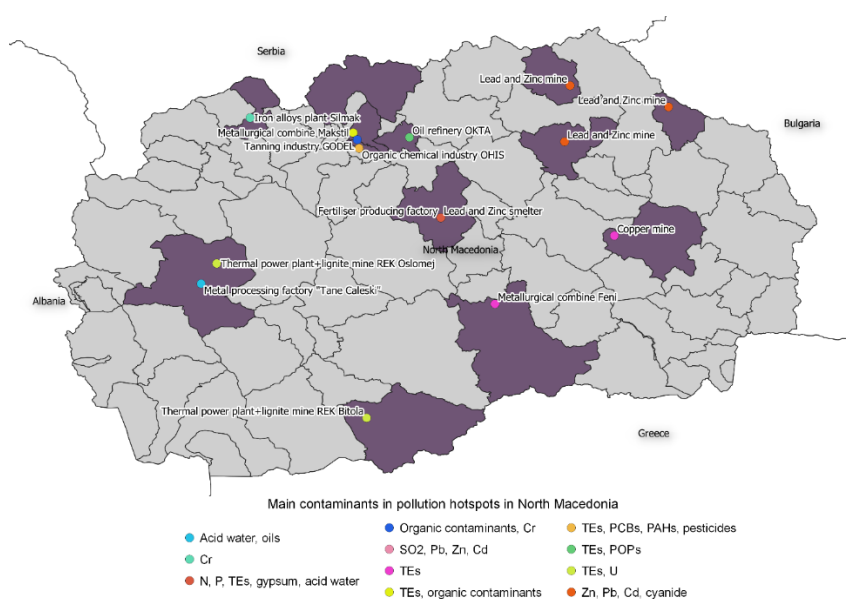 Serbia
Lead and Zinc mine
Lead and Zinc mine
Bulgaria
Iron alloys plant Silmak
Metallurgical combine Makstil
Oil refinery OKTA
Lead and Zinc mine
Tanning industry GODEL
Organic chemical industry OHIS
Fertiliser producing factory Lead and Zinc smelter
Copper mine
North Macedonia
Thermal power plant+lignite mine REK Oslomej
Albania
Metal processing factory "Tane Caleski"
Metallurgical combine Feni
Thermal power plant+lignite mine REK Bitola
Greece
Main contaminants in pollution hotspots in North Macedonia
Acid water, oils
Cr
N, P, TEs, gypsum, acid water
Organic contaminants, Cr
SO2, Pb, Zn, Cd
TEs
TEs, organic contaminants
TEs, PCBs, PAHs, pesticides
TEs, POPs
TEs, U
Zn, Pb, Cd, cyanide